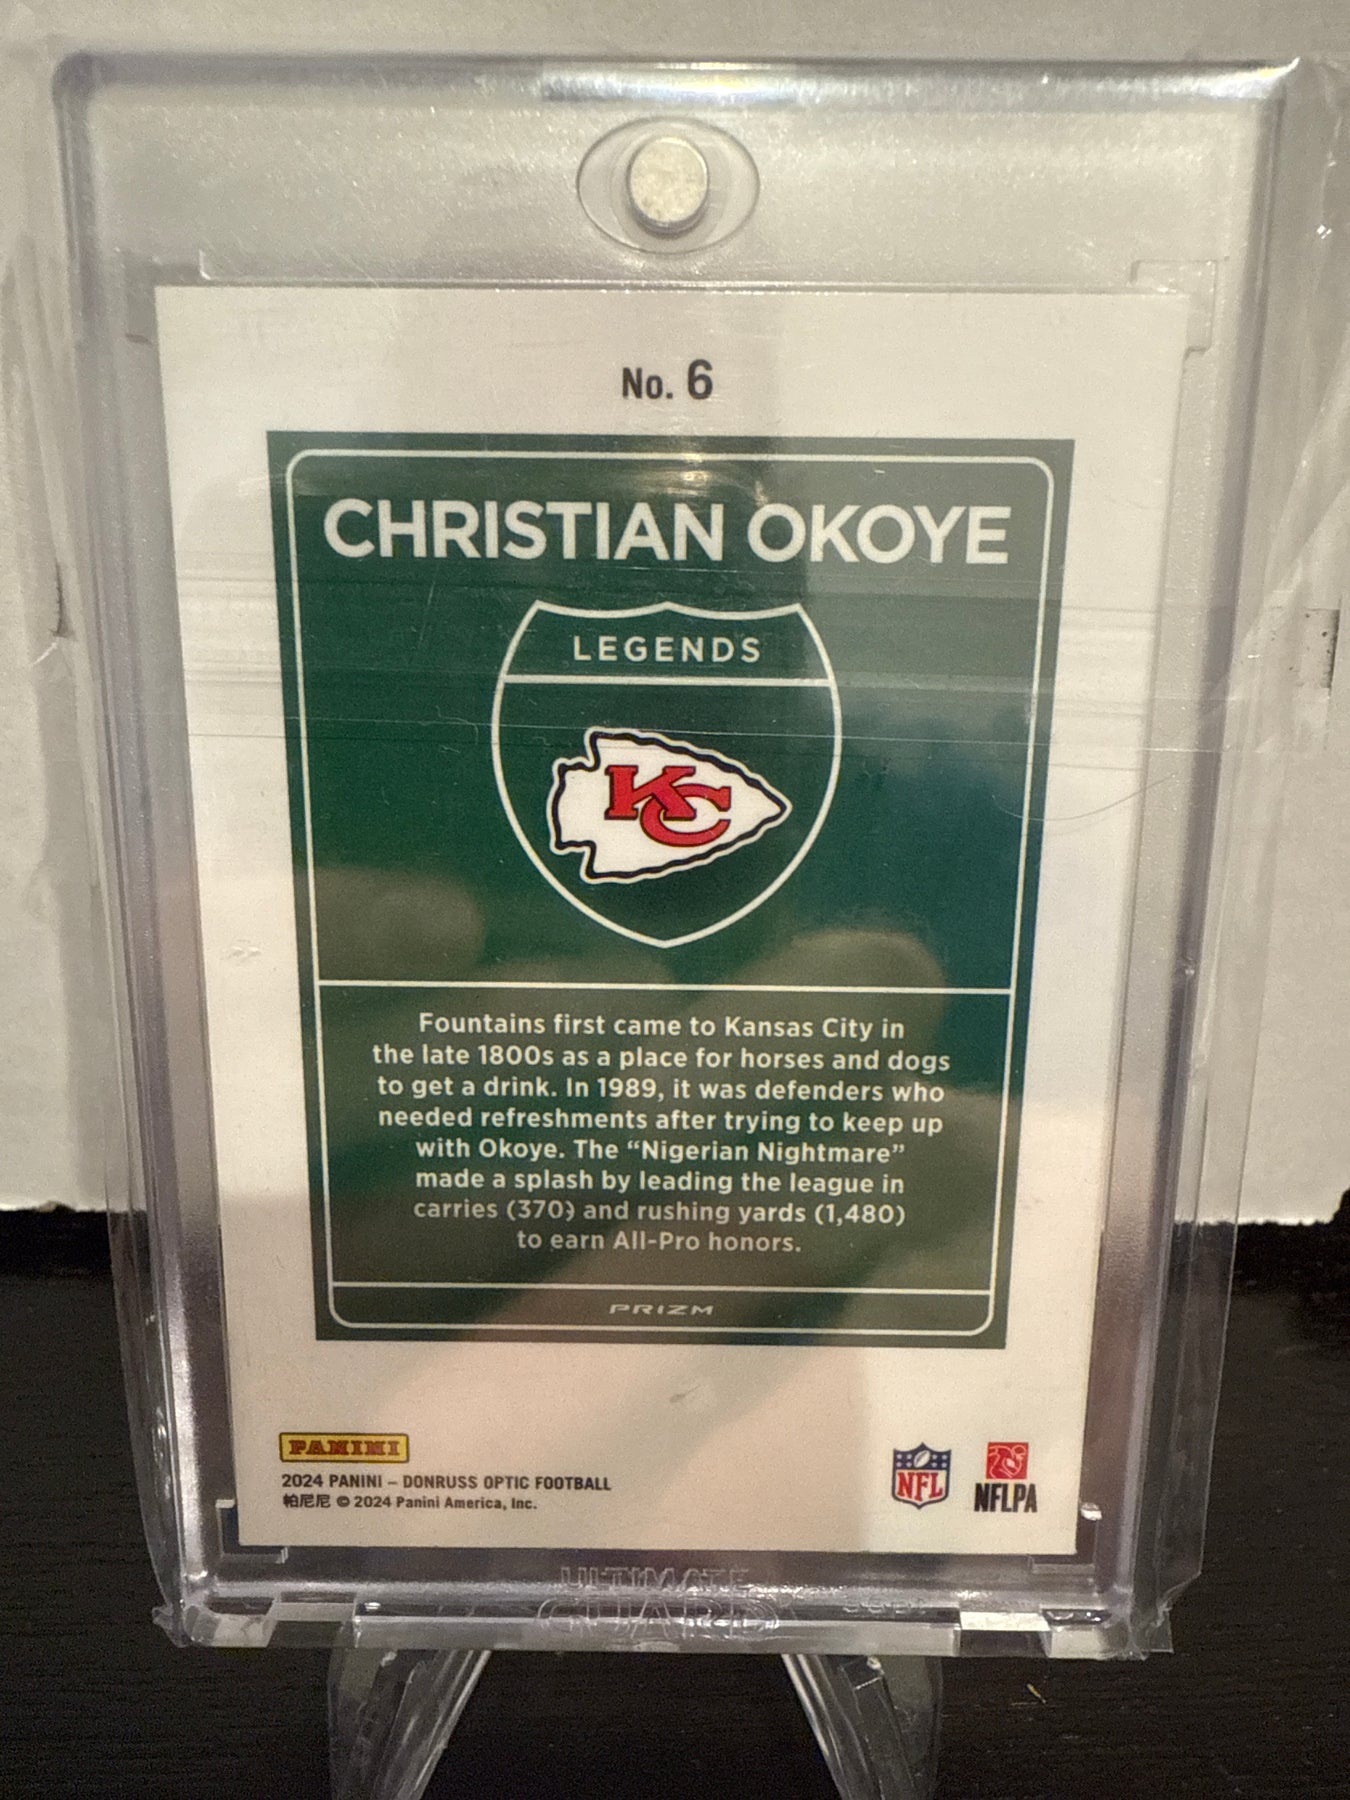 No. 6
CHRISTIAN OKOYE
LEGENDS
KC
Fountains first came to Kansas City in
the late 1800s as a place for horses and dogs
to get a drink. In 1989, it was defenders who
needed refreshments after trying to keep up
with Okoye. The “Nigerian Nightmare”
made a splash by leading the league in
carries (370) and rushing yards (1,480)
to earn All-Pro honors.
PRIZM
PANINI
2024 PANINI – DONRUSS OPTIC FOOTBALL
帕尼尼 © 2024 Panini America, Inc.
NFL
NFLPA
ULTIMATE
GUARD